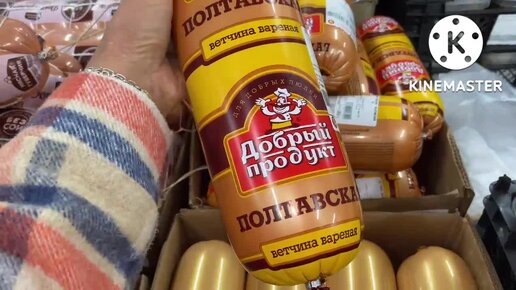 ПОЛТАВСКАЯ
ветчина вареная
ДЛЯ ДОБРЫХ ЛЮДЕЙ
Добрый
продукт
ПОЛТАВСКАЯ
ветчина вареная
KINEMASTER